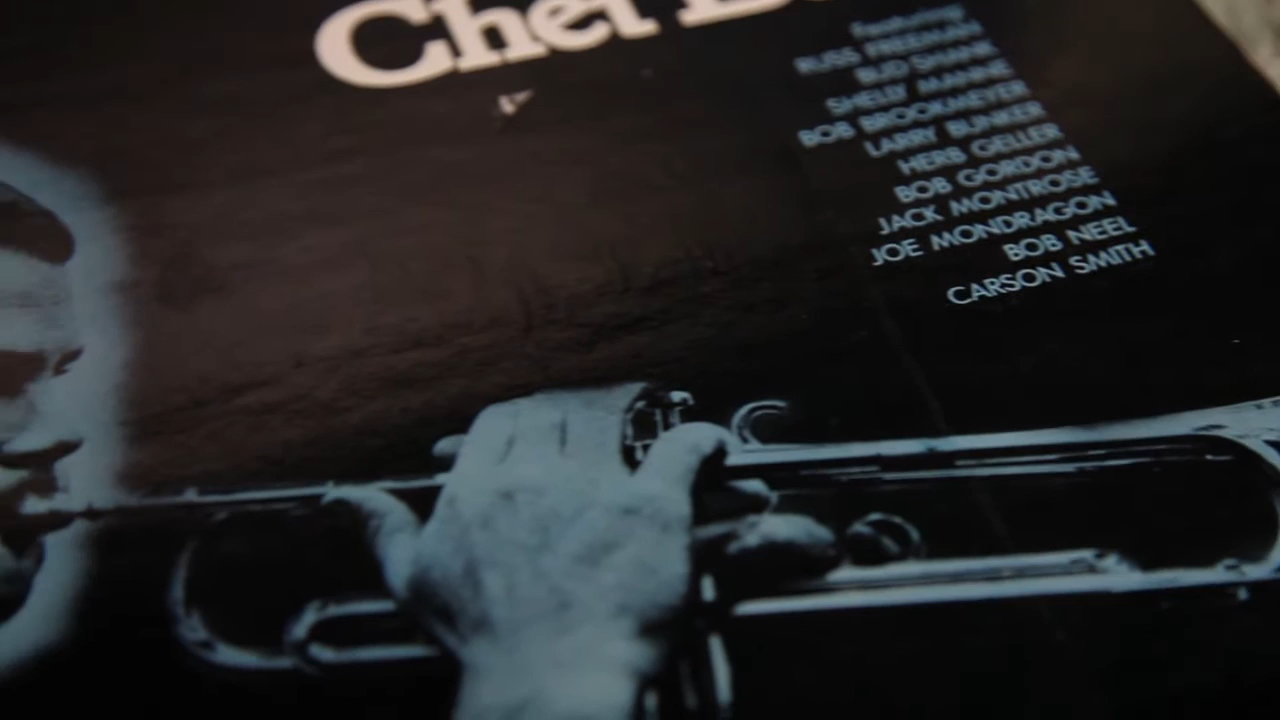 Chet
Featuring:
RUSS FREEMAN
BUD SHANK
SHELLY MANNE
BOB BROOKMEYER
LARRY BUNKER
HERB GELLER
BOB GORDON
JACK MONTROSE
JOE MONDRAGON
BOB NEEL
CARSON SMITH